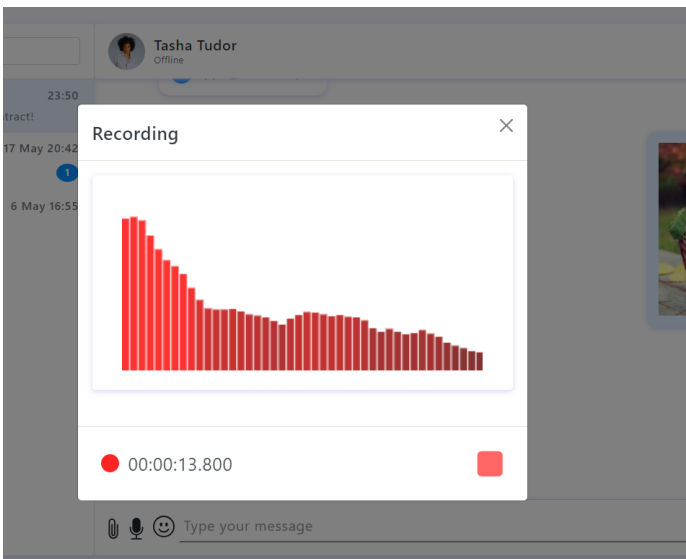 Tasha Tudor
Offline
23:50
tract!
17 May 20:42
1
6 May 16:55
Recording
00:00:13.800
Type your message